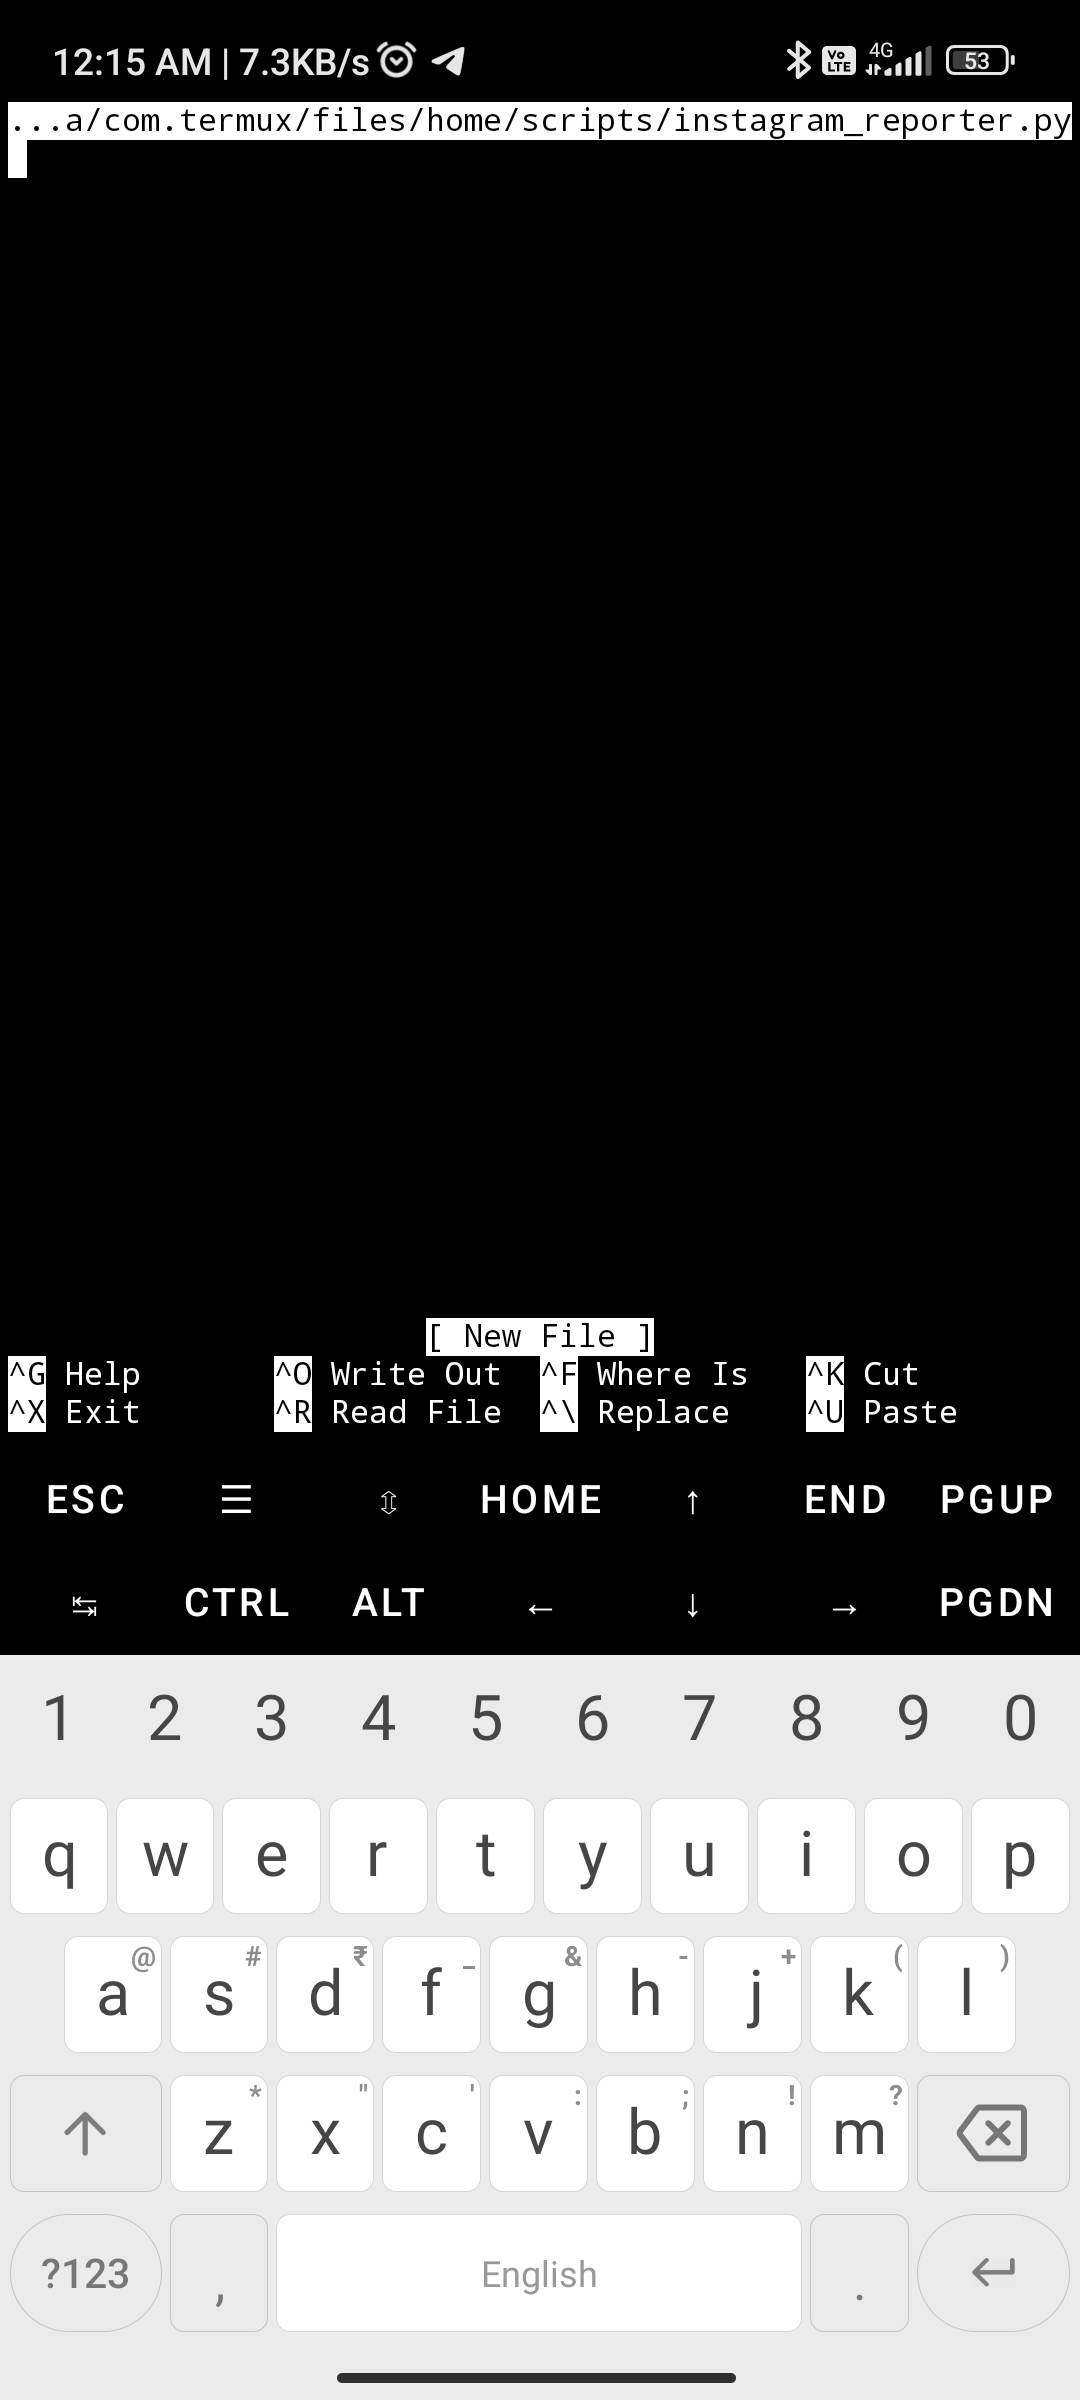 12:15 AM | 7.3KB/s Vo LTE 4G 53
...a/com.termux/files/home/scripts/instagram_reporter.py
[ New File ]
^G Help ^O Write Out ^F Where Is ^K Cut
^X Exit ^R Read File ^\ Replace ^U Paste
ESC ☰ ⇳ HOME ↑ END PGUP
↹ CTRL ALT ← ↓ → PGDN
1 2 3 4 5 6 7 8 9 0
q w e r t y u i o p
@ # ₹ _ & - + ( )
a s d f g h j k l
* " ' : ; ! ?
z x c v b n m
?123 , English .